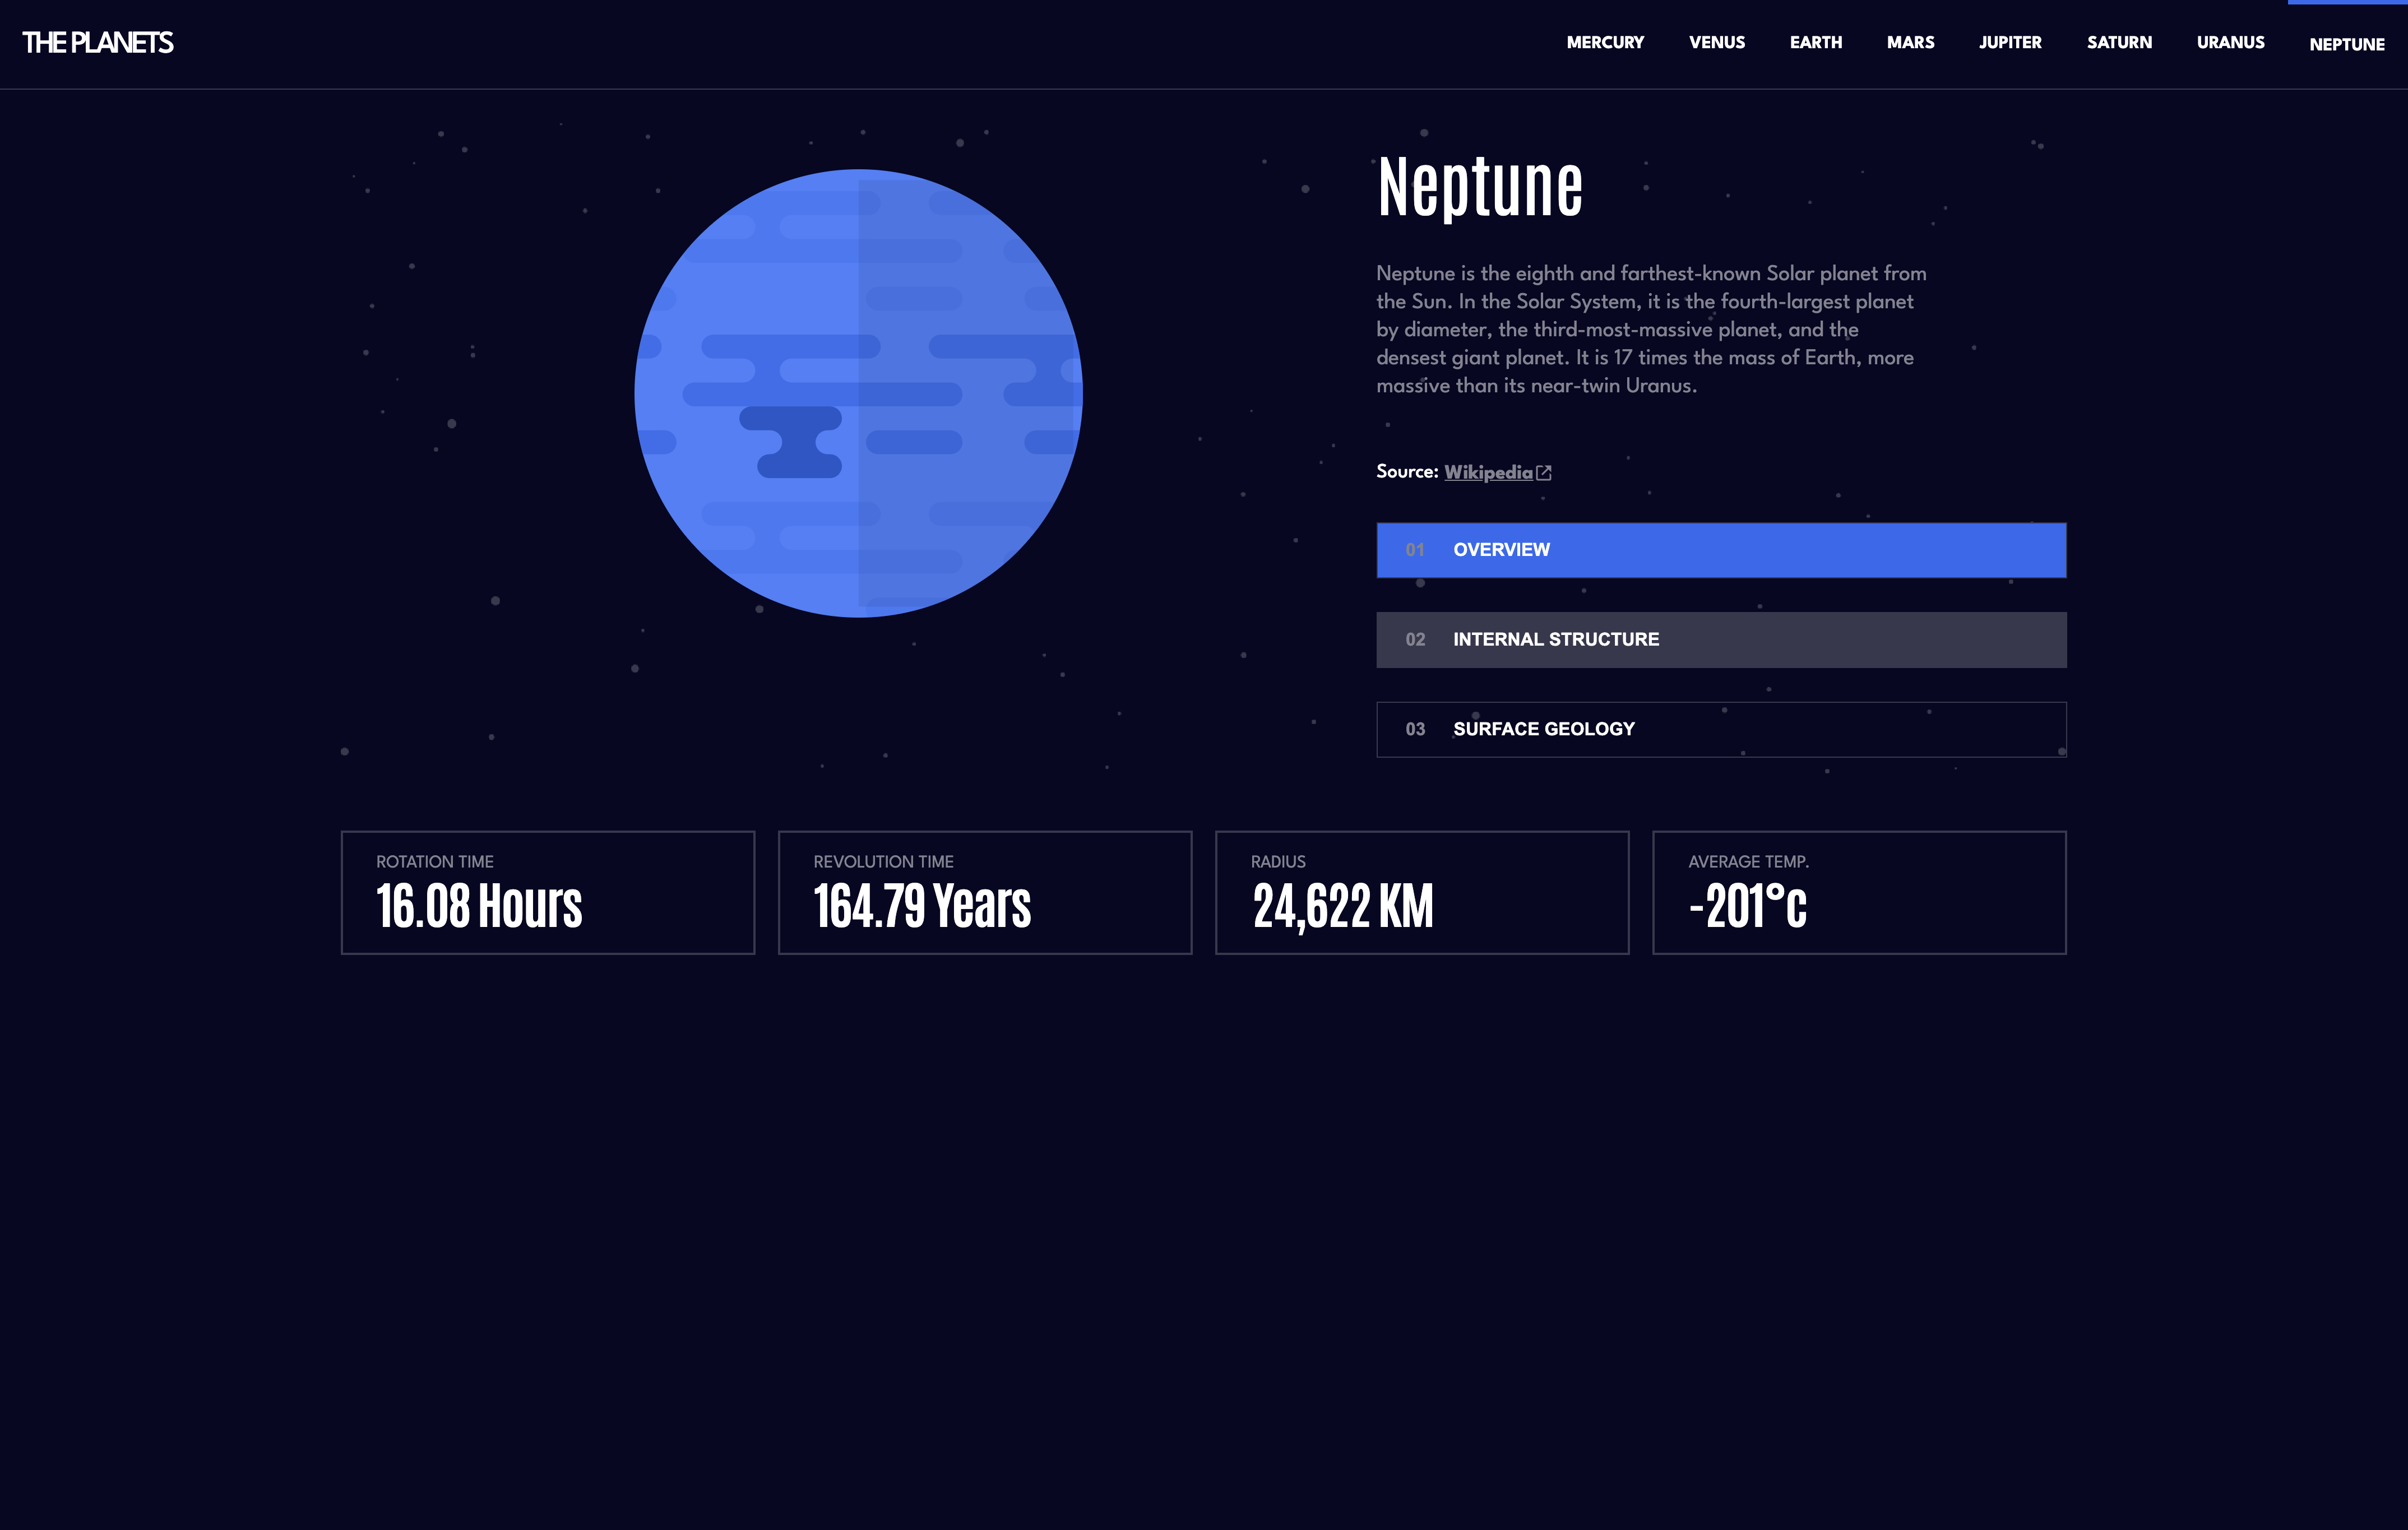 THE PLANETS
MERCURY VENUS EARTH MARS JUPITER SATURN URANUS NEPTUNE
Neptune
Neptune is the eighth and farthest-known Solar planet from
the Sun. In the Solar System, it is the fourth-largest planet
by diameter, the third-most-massive planet, and the
densest giant planet. It is 17 times the mass of Earth, more
massive than its near-twin Uranus.
Source: Wikipedia
01 OVERVIEW
02 INTERNAL STRUCTURE
03 SURFACE GEOLOGY
ROTATION TIME
16.08 Hours
REVOLUTION TIME
164.79 Years
RADIUS
24,622 KM
AVERAGE TEMP.
-201°c